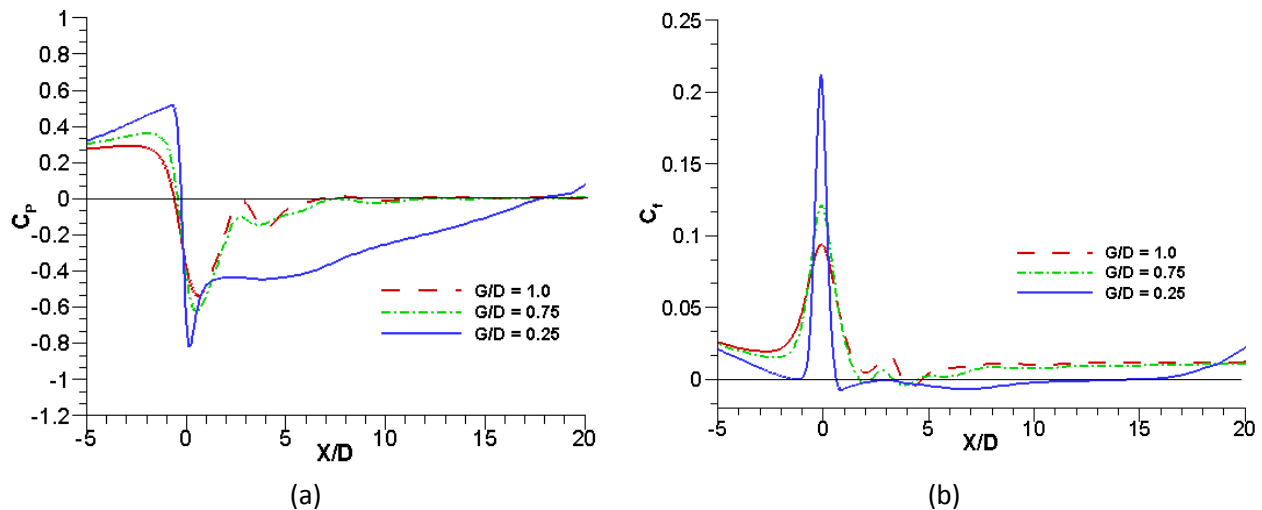 1
0.8
0.6
0.4
0.2
0
-0.2
-0.4
-0.6
-0.8
-1
-1.2
C_P
G/D = 1.0
G/D = 0.75
G/D = 0.25
-5 0 5 10 15 20
X/D
(a)
0.25
0.2
0.15
0.1
0.05
0
C_f
G/D = 1.0
G/D = 0.75
G/D = 0.25
-5 0 5 10 15 20
X/D
(b)